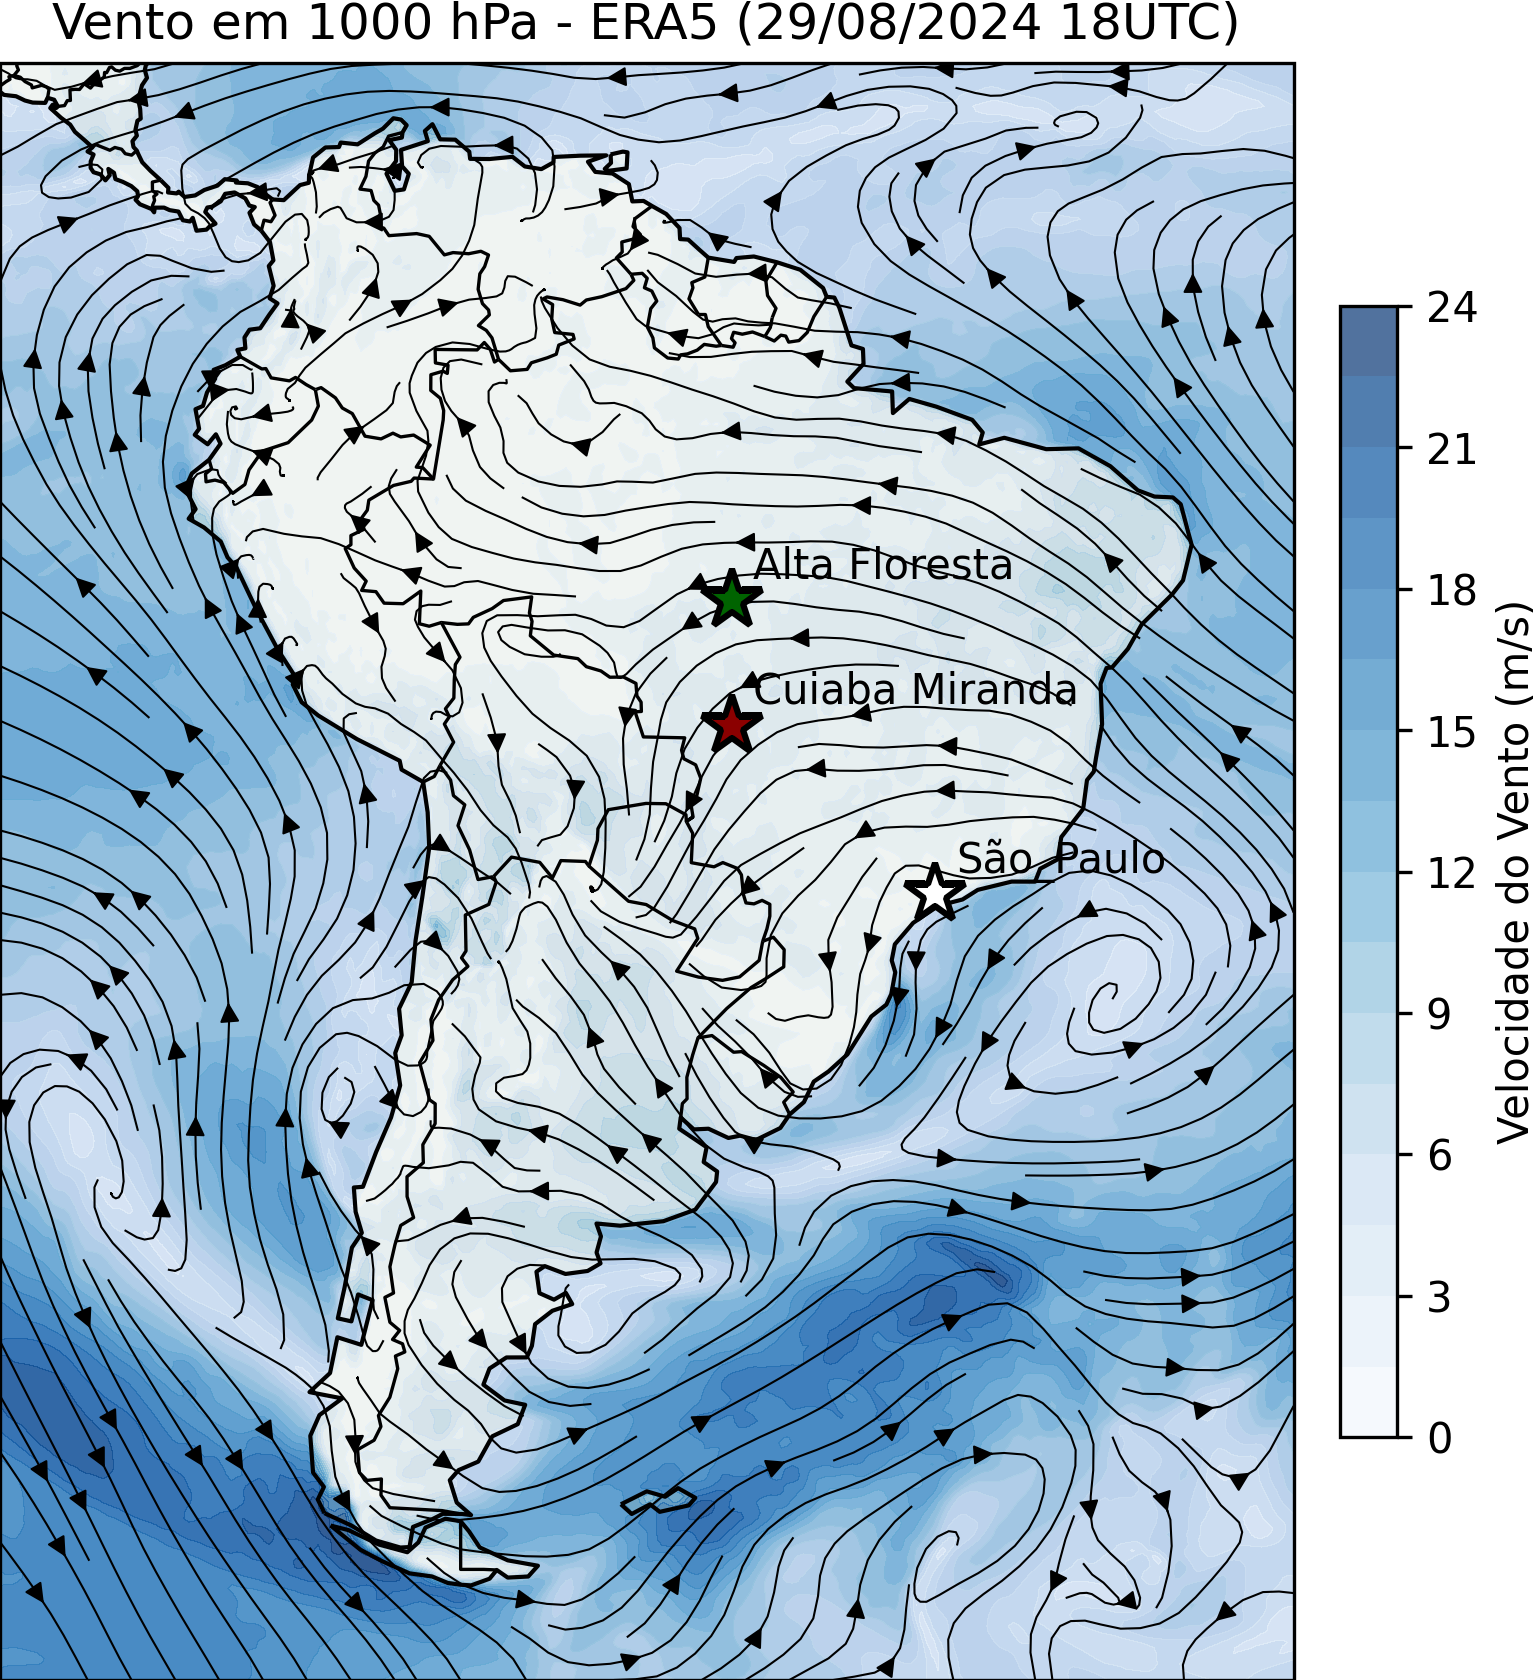 Vento em 1000 hPa - ERA5 (29/08/2024 18UTC)
Alta Floresta
Cuiaba Miranda
São Paulo
24
21
18
15
12
9
6
3
0
Velocidade do Vento (m/s)